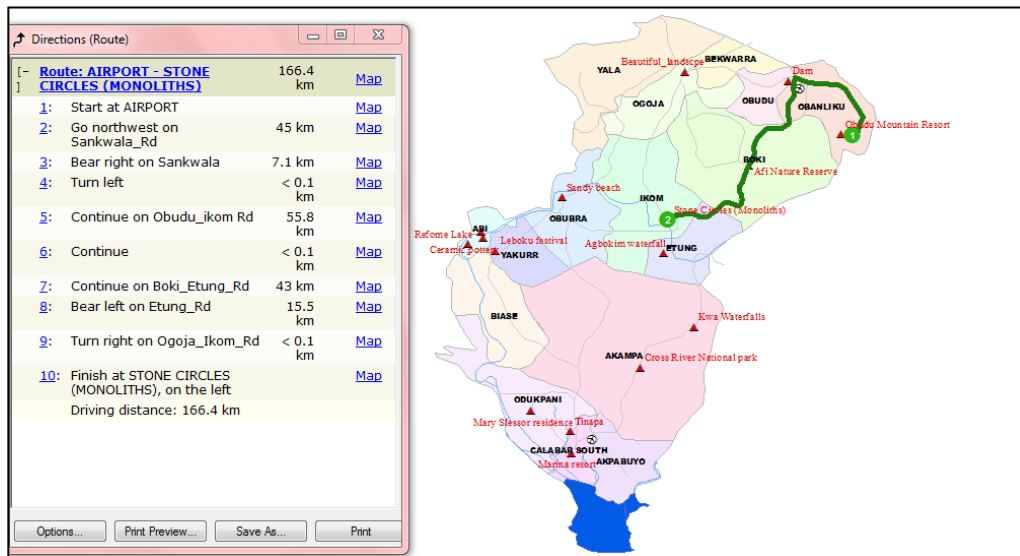 Directions (Route)
[-] Route: AIRPORT - STONE CIRCLES (MONOLITHS) 166.4 km Map
1: Start at AIRPORT Map
2: Go northwest on Sankwala_Rd 45 km Map
3: Bear right on Sankwala 7.1 km Map
4: Turn left < 0.1 km Map
5: Continue on Obudu_ikom Rd 55.8 km Map
6: Continue < 0.1 km Map
7: Continue on Boki_Etung_Rd 43 km Map
8: Bear left on Etung_Rd 15.5 km Map
9: Turn right on Ogoja_Ikom_Rd < 0.1 km Map
10: Finish at STONE CIRCLES (MONOLITHS), on the left Map
Driving distance: 166.4 km
Options... Print Preview... Save As... Print
Beautiful_landscpe
BEKWARRA
YALA
Dam
OBUDU
OGOJA
OBANLIKU
Obudu Mountain Resort
1
BOKI
Afi Nature Reserve
Sandy beach
IKOM
Stone Circles (Monoliths)
2
OBUBRA
ABI
Refome Lake
Leboku festival
Agbokim waterfall
ETUNG
Ceramic pottery
YAKURR
BIASE
Kwa Waterfalls
AKAMPA
Cross River National park
ODUKPANI
Mary Slessor residence
Tinapa
CALABAR SOUTH
AKPABUYO
Marina resort